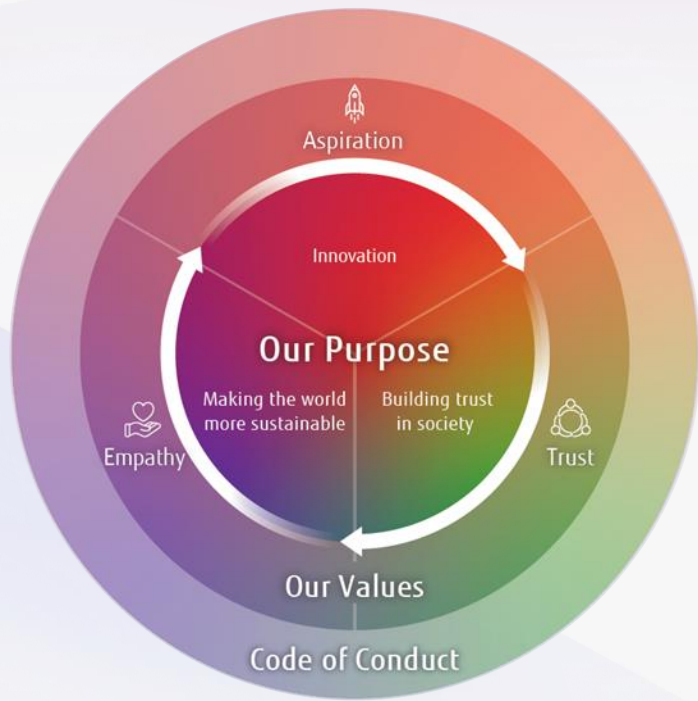 Aspiration
Innovation
Our Purpose
Making the world
more sustainable
Building trust
in society
Empathy
Trust
Our Values
Code of Conduct